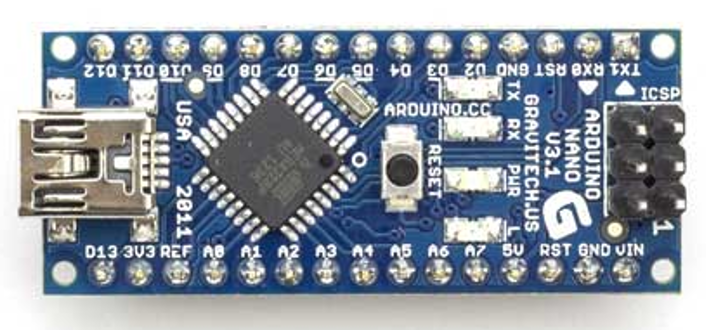 D12 D11 D10 D9 D8 D7 D6 D5 D4 D3 D2 GND RST RX0 TX1
ICSP
TX
RX
PWR
L
ARDUINO.CC
USA
2011
RESET
GRAVITECH.US
ARDUINO
NANO
V3.1
G
1
D13 3V3 REF A0 A1 A2 A3 A4 A5 A6 A7 5V RST GND VIN